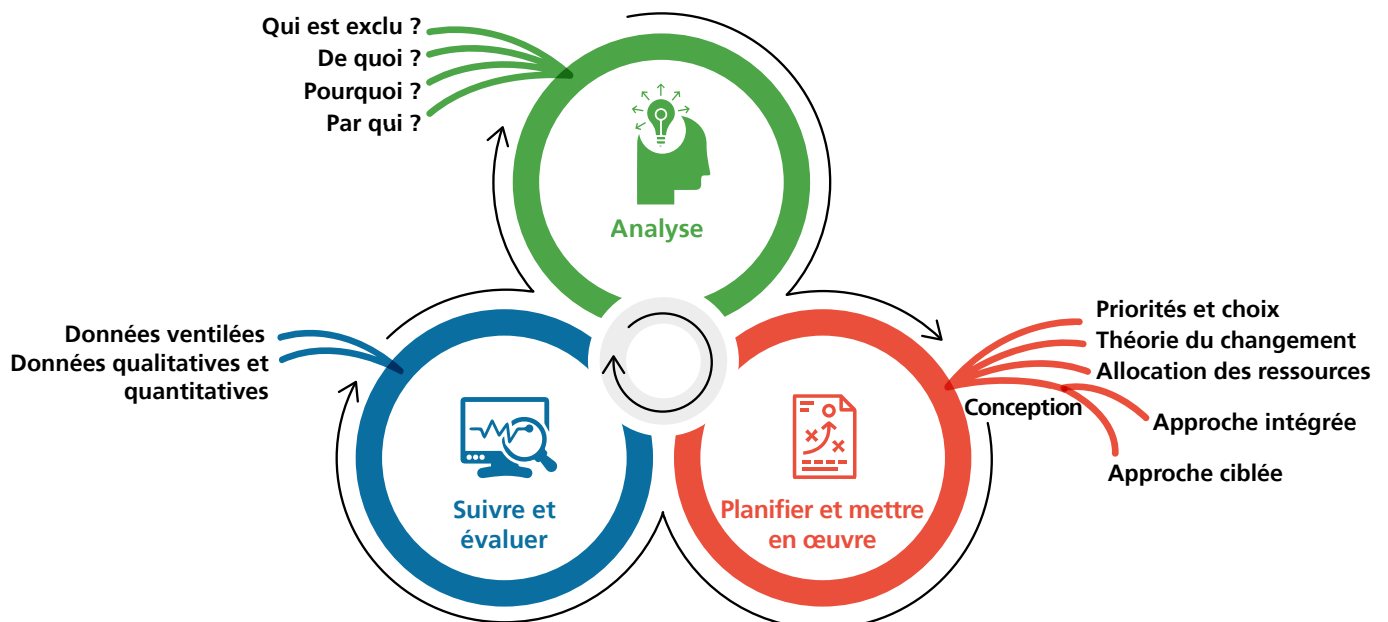 Qui est exclu ?
De quoi ?
Pourquoi ?
Par qui ?
Analyse
Données ventilées
Données qualitatives et
quantitatives
Suivre et
évaluer
Priorités et choix
Théorie du changement
Allocation des ressources
Conception
Approche intégrée
Approche ciblée
Planifier et mettre
en œuvre